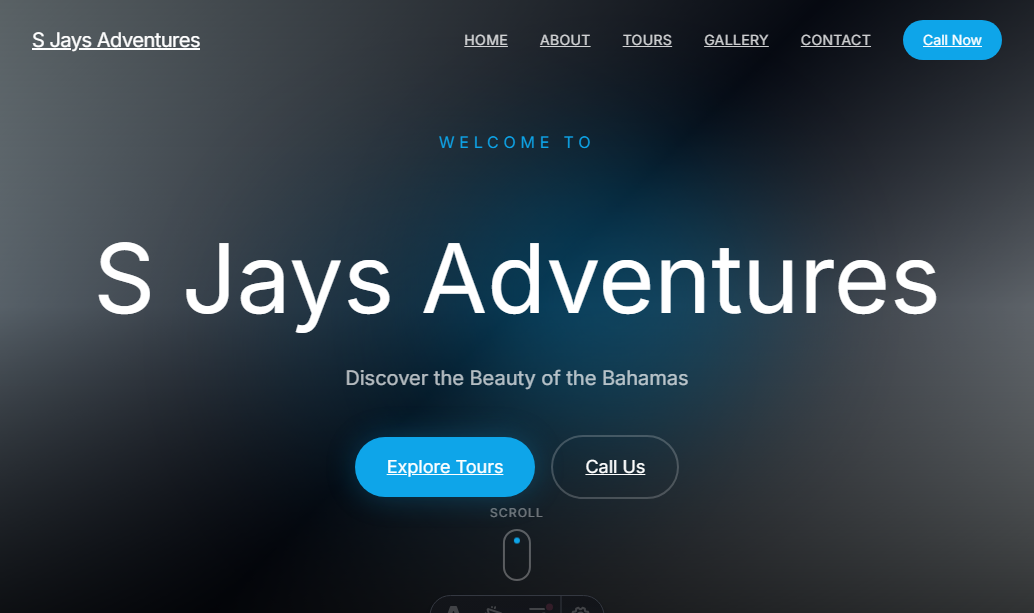 S Jays Adventures
HOME
ABOUT
TOURS
GALLERY
CONTACT
Call Now
WELCOME TO
S Jays Adventures
Discover the Beauty of the Bahamas
Explore Tours
Call Us
SCROLL